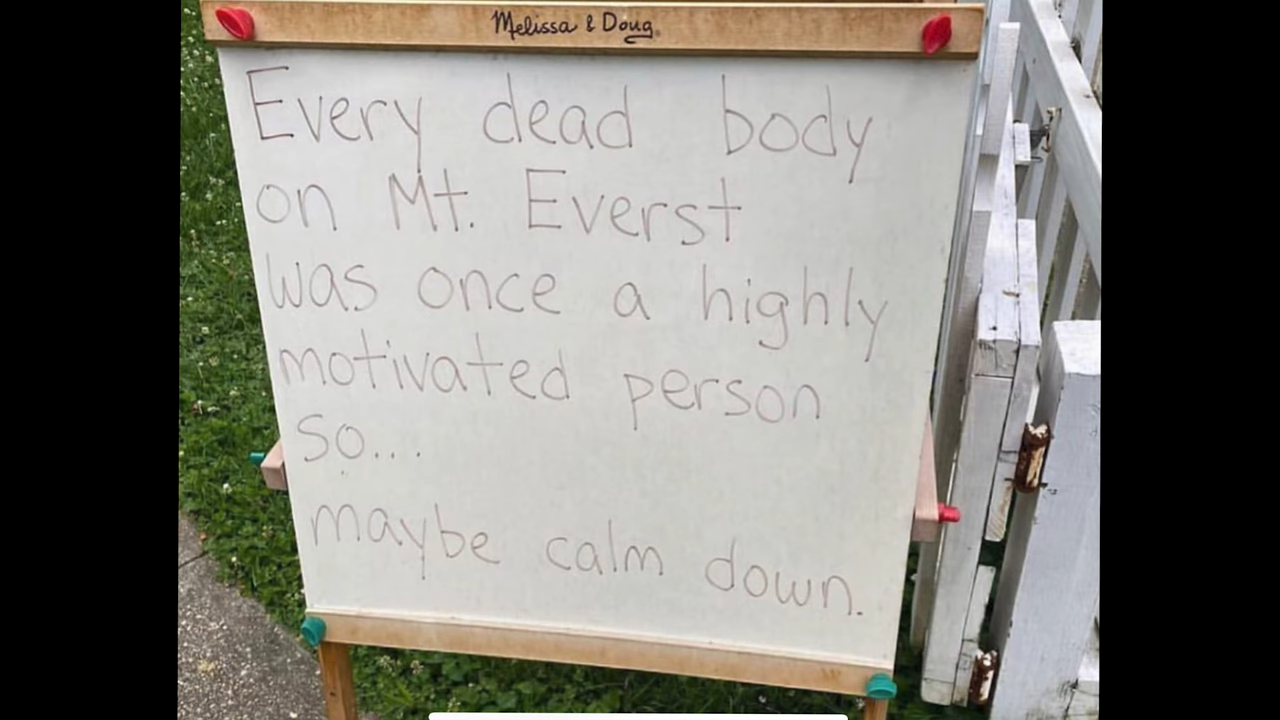 Melissa & Doug
Every dead body
on Mt. Everst
was once a highly
motivated person
so...
maybe calm down.